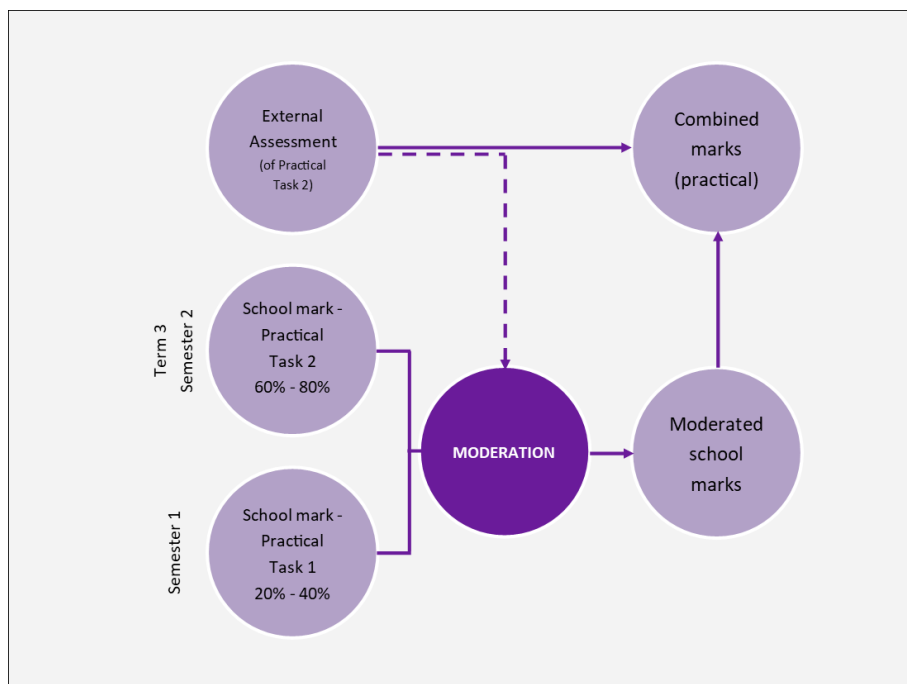 External
Assessment
(of Practical
Task 2)
Combined
marks
(practical)
Term 3
Semester 2
School mark -
Practical
Task 2
60% - 80%
MODERATION
Moderated
school
marks
Semester 1
School mark -
Practical
Task 1
20% - 40%